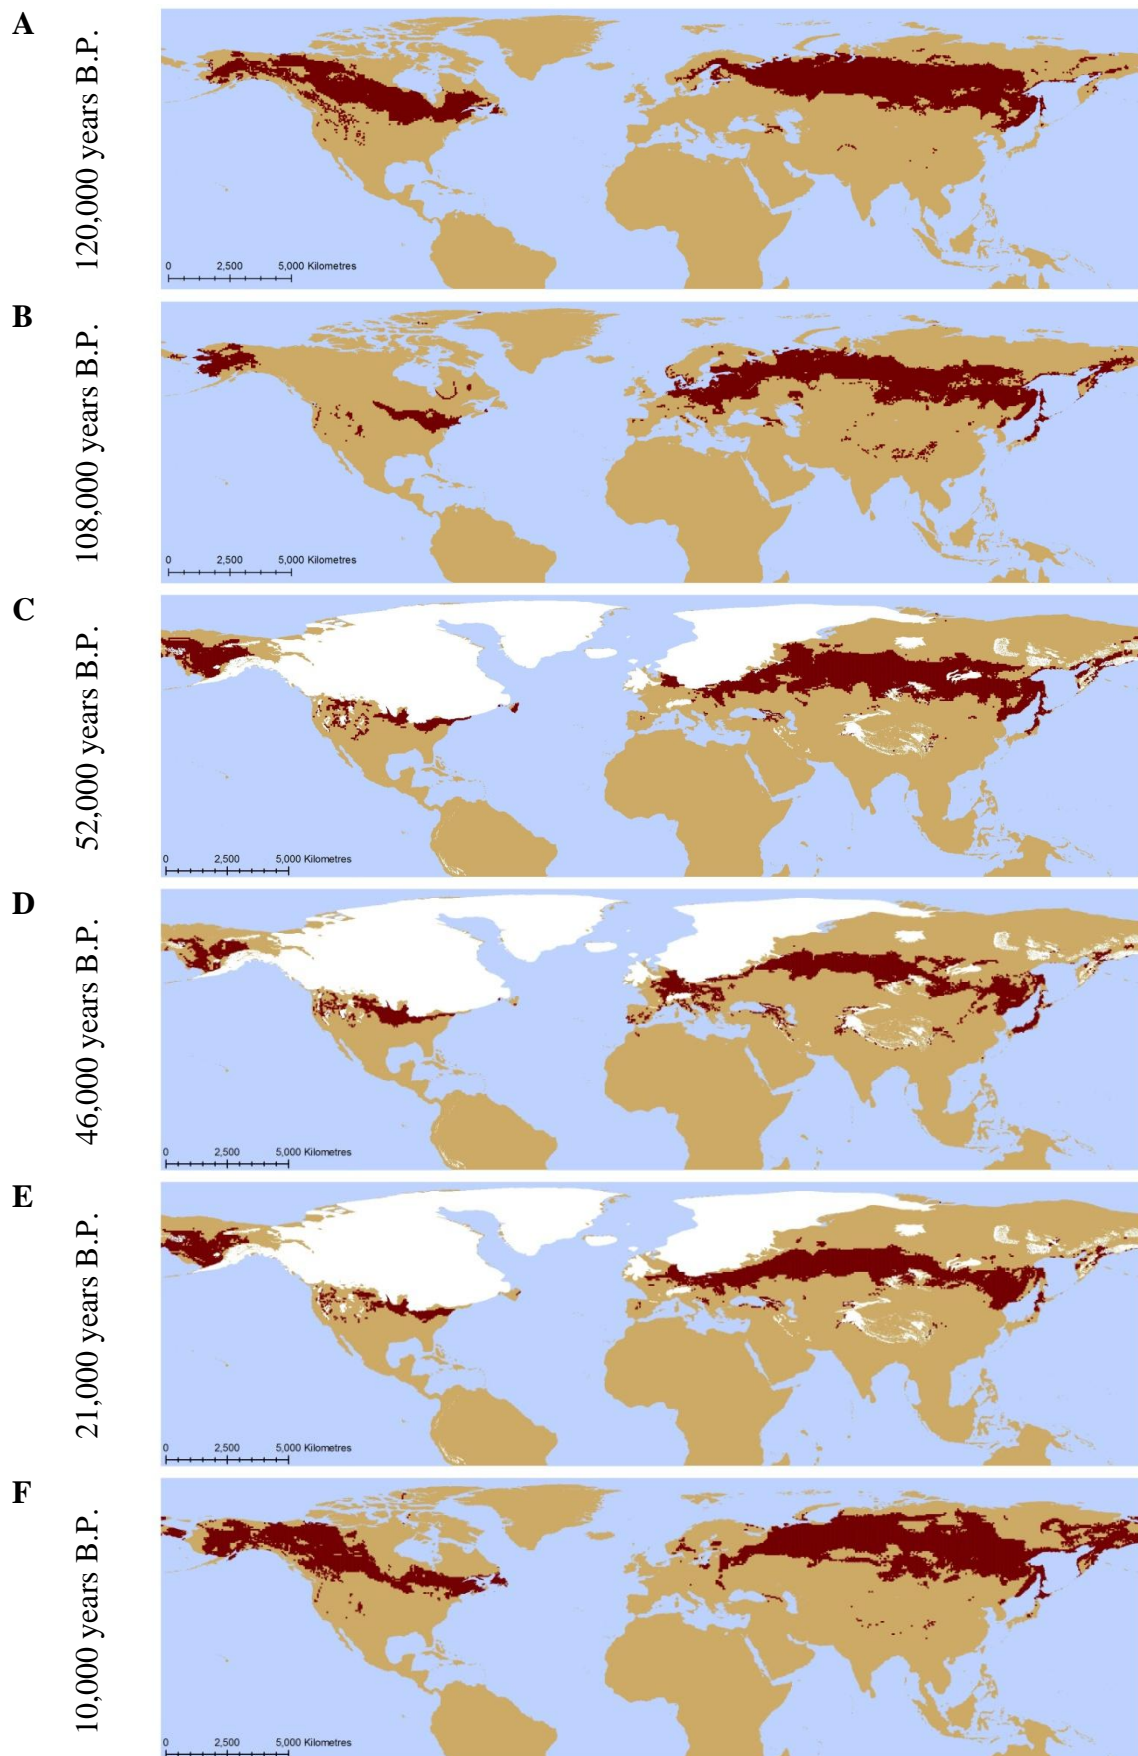 A
120,000 years B.P.
0 2,500 5,000 Kilometres
B
108,000 years B.P.
0 2,500 5,000 Kilometres
C
52,000 years B.P.
0 2,500 5,000 Kilometres
D
46,000 years B.P.
0 2,500 5,000 Kilometres
E
21,000 years B.P.
0 2,500 5,000 Kilometres
F
10,000 years B.P.
0 2,500 5,000 Kilometres